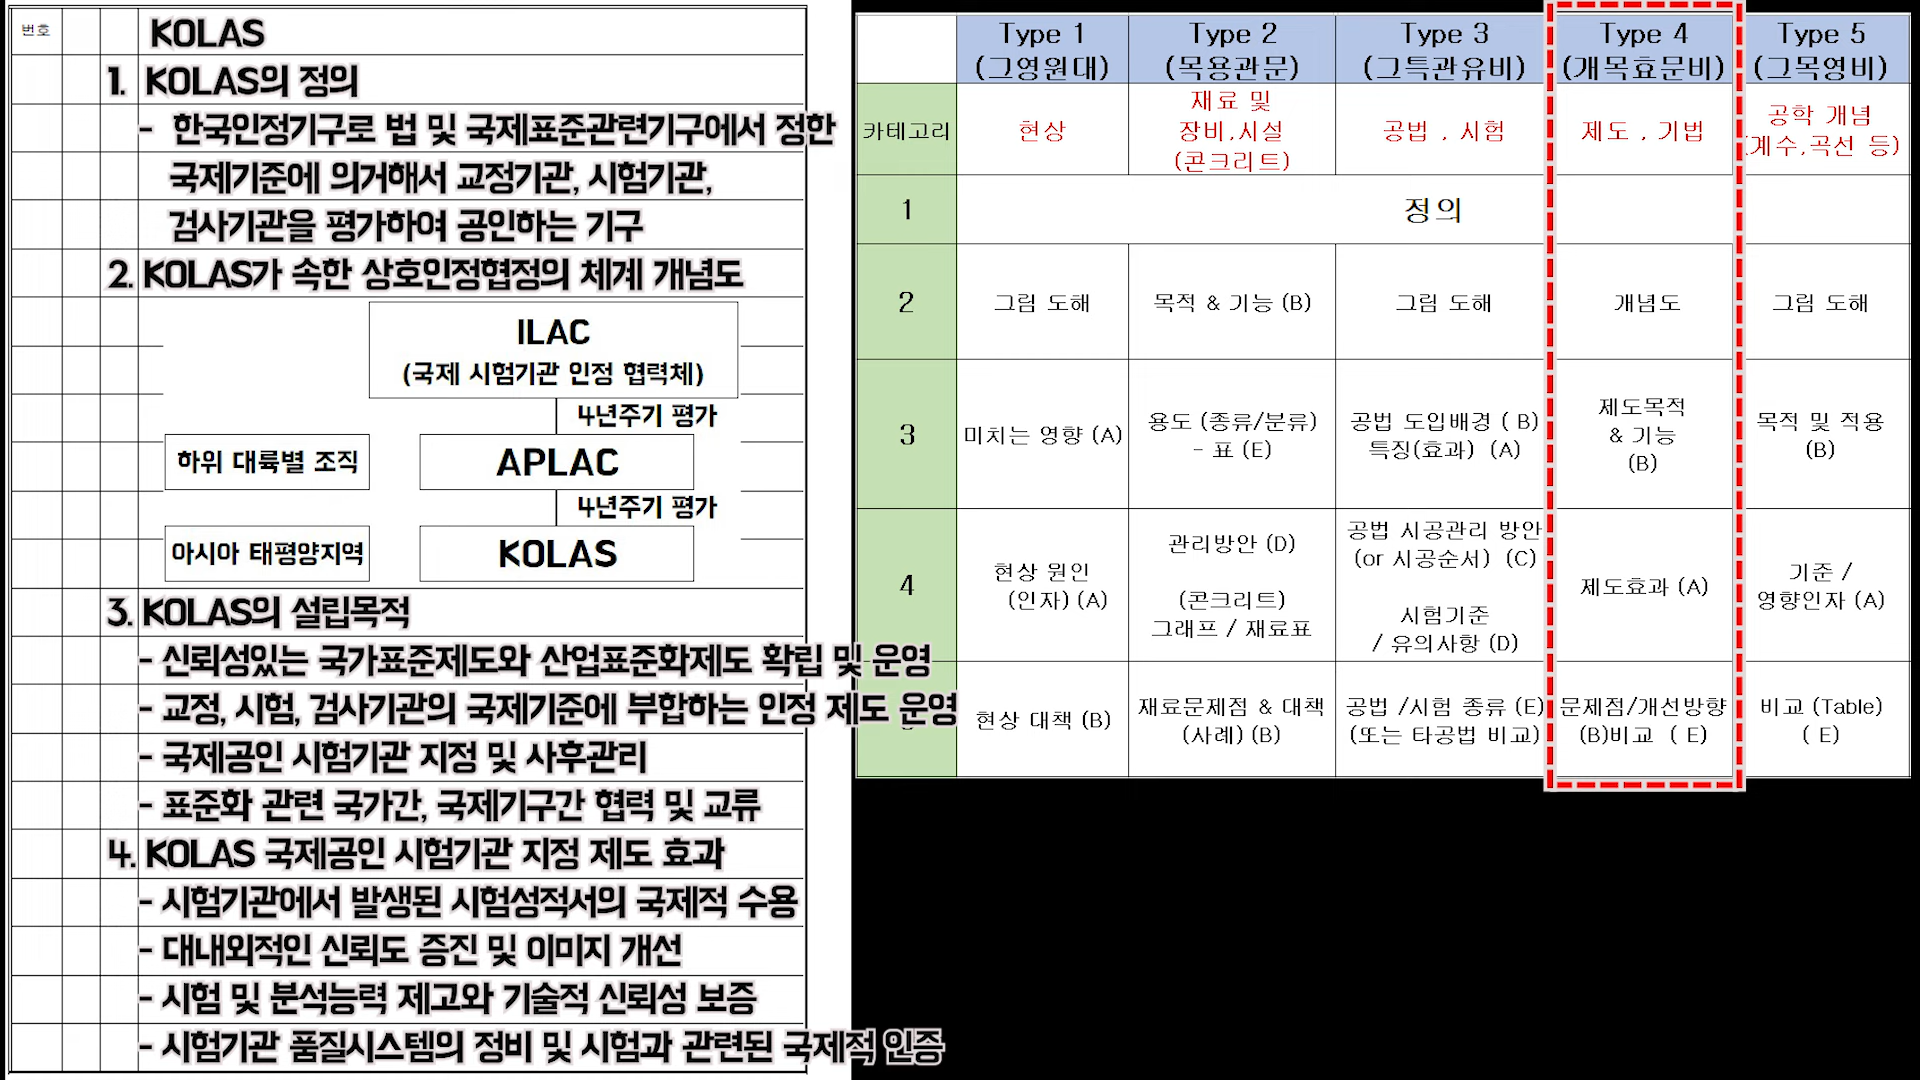 번호
KOLAS
1. KOLAS의 정의
- 한국인정기구로 법 및 국제표준관련기구에서 정한
국제기준에 의거해서 교정기관, 시험기관,
검사기관을 평가하여 공인하는 기구
2. KOLAS가 속한 상호인정협정의 체계 개념도
ILAC
(국제 시험기관 인정 협력체)
4년주기 평가
하위 대륙별 조직
APLAC
4년주기 평가
아시아 태평양지역
KOLAS
3. KOLAS의 설립목적
- 신뢰성있는 국가표준제도와 산업표준화제도 확립 및 운영
- 교정, 시험, 검사기관의 국제기준에 부합하는 인정 제도 운영
- 국제공인 시험기관 지정 및 사후관리
- 표준화 관련 국가간, 국제기구간 협력 및 교류
4. KOLAS 국제공인 시험기관 지정 제도 효과
- 시험기관에서 발생된 시험성적서의 국제적 수용
- 대내외적인 신뢰도 증진 및 이미지 개선
- 시험 및 분석능력 제고와 기술적 신뢰성 보증
- 시험기관 품질시스템의 정비 및 시험과 관련된 국제적 인증
Type 1
(그영원대)
Type 2
(목용관문)
Type 3
(그특관유비)
Type 4
(개목효문비)
Type 5
(그목영비)
카테고리
현상
재료 및
장비,시설
(콘크리트)
공법 , 시험
제도 , 기법
공학 개념
(계수,곡선 등)
1
정의
2
그림 도해
목적 & 기능 (B)
그림 도해
개념도
그림 도해
3
미치는 영향 (A)
용도 (종류/분류)
- 표 (E)
공법 도입배경 ( B)
특징(효과) (A)
제도목적
& 기능
(B)
목적 및 적용
(B)
4
현상 원인
(인자) (A)
관리방안 (D)
(콘크리트)
그래프 / 재료표
공법 시공관리 방안
(or 시공순서) (C)
시험기준
/ 유의사항 (D)
제도효과 (A)
기준 /
영향인자 (A)
현상 대책 (B)
재료문제점 & 대책
(사례) (B)
공법 /시험 종류 (E)
(또는 타공법 비교)
문제점/개선방향
(B)비교 ( E)
비교 (Table)
( E)